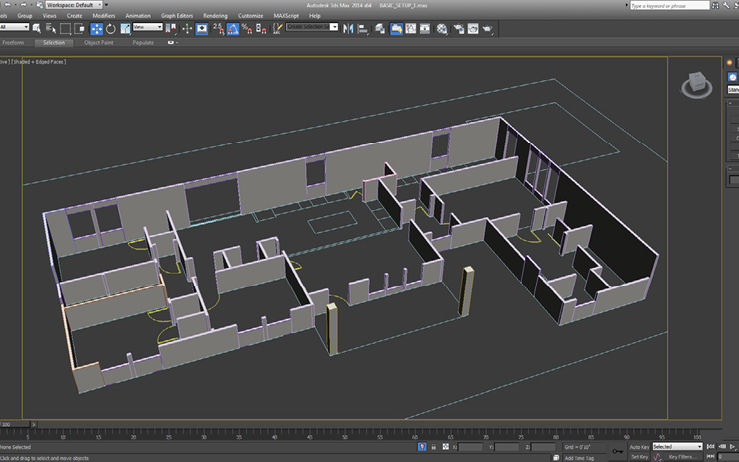 Workspace: Default
Autodesk 3ds Max 2014 x64 BASIC_SETUP_1.max
Type a keyword or phrase
Group Views Create Modifiers Animation Graph Editors Rendering Customize MAXScript Help
All View Create Selection Se
Freeform Selection Object Paint Populate
] [Shaded + Edged Faces ]
5 10 15 20 25 30 35 40 45 50 55 60 65 70 75 80 85 90 95 100
None Selected X: Y: Z: Grid = 0'10" Auto Key Selected
Click and drag to select and move objects Add Time Tag Set Key Key Filters...